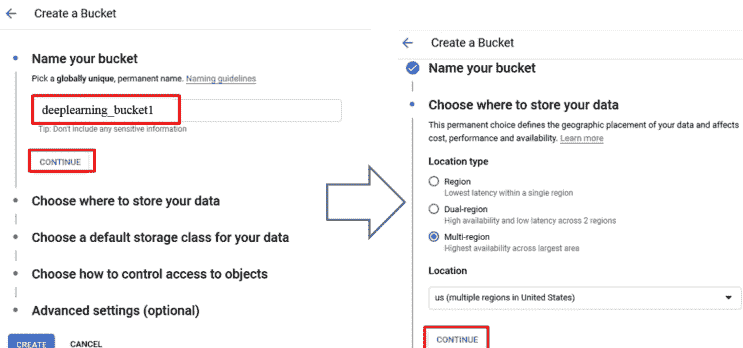 Create a Bucket
Name your bucket
Pick a globally unique, permanent name. Naming guidelines
deeplearning_bucket1
Tip: Don't include any sensitive information
CONTINUE
Choose where to store your data
Choose a default storage class for your data
Choose how to control access to objects
Advanced settings (optional)
CREATE CANCEL
Create a Bucket
Name your bucket
Choose where to store your data
This permanent choice defines the geographic placement of your data and affects
cost, performance and availability. Learn more
Location type
Region
Lowest latency within a single region
Dual-region
High availability and low latency across 2 regions
Multi-region
Highest availability across largest area
Location
us (multiple regions in United States)
CONTINUE